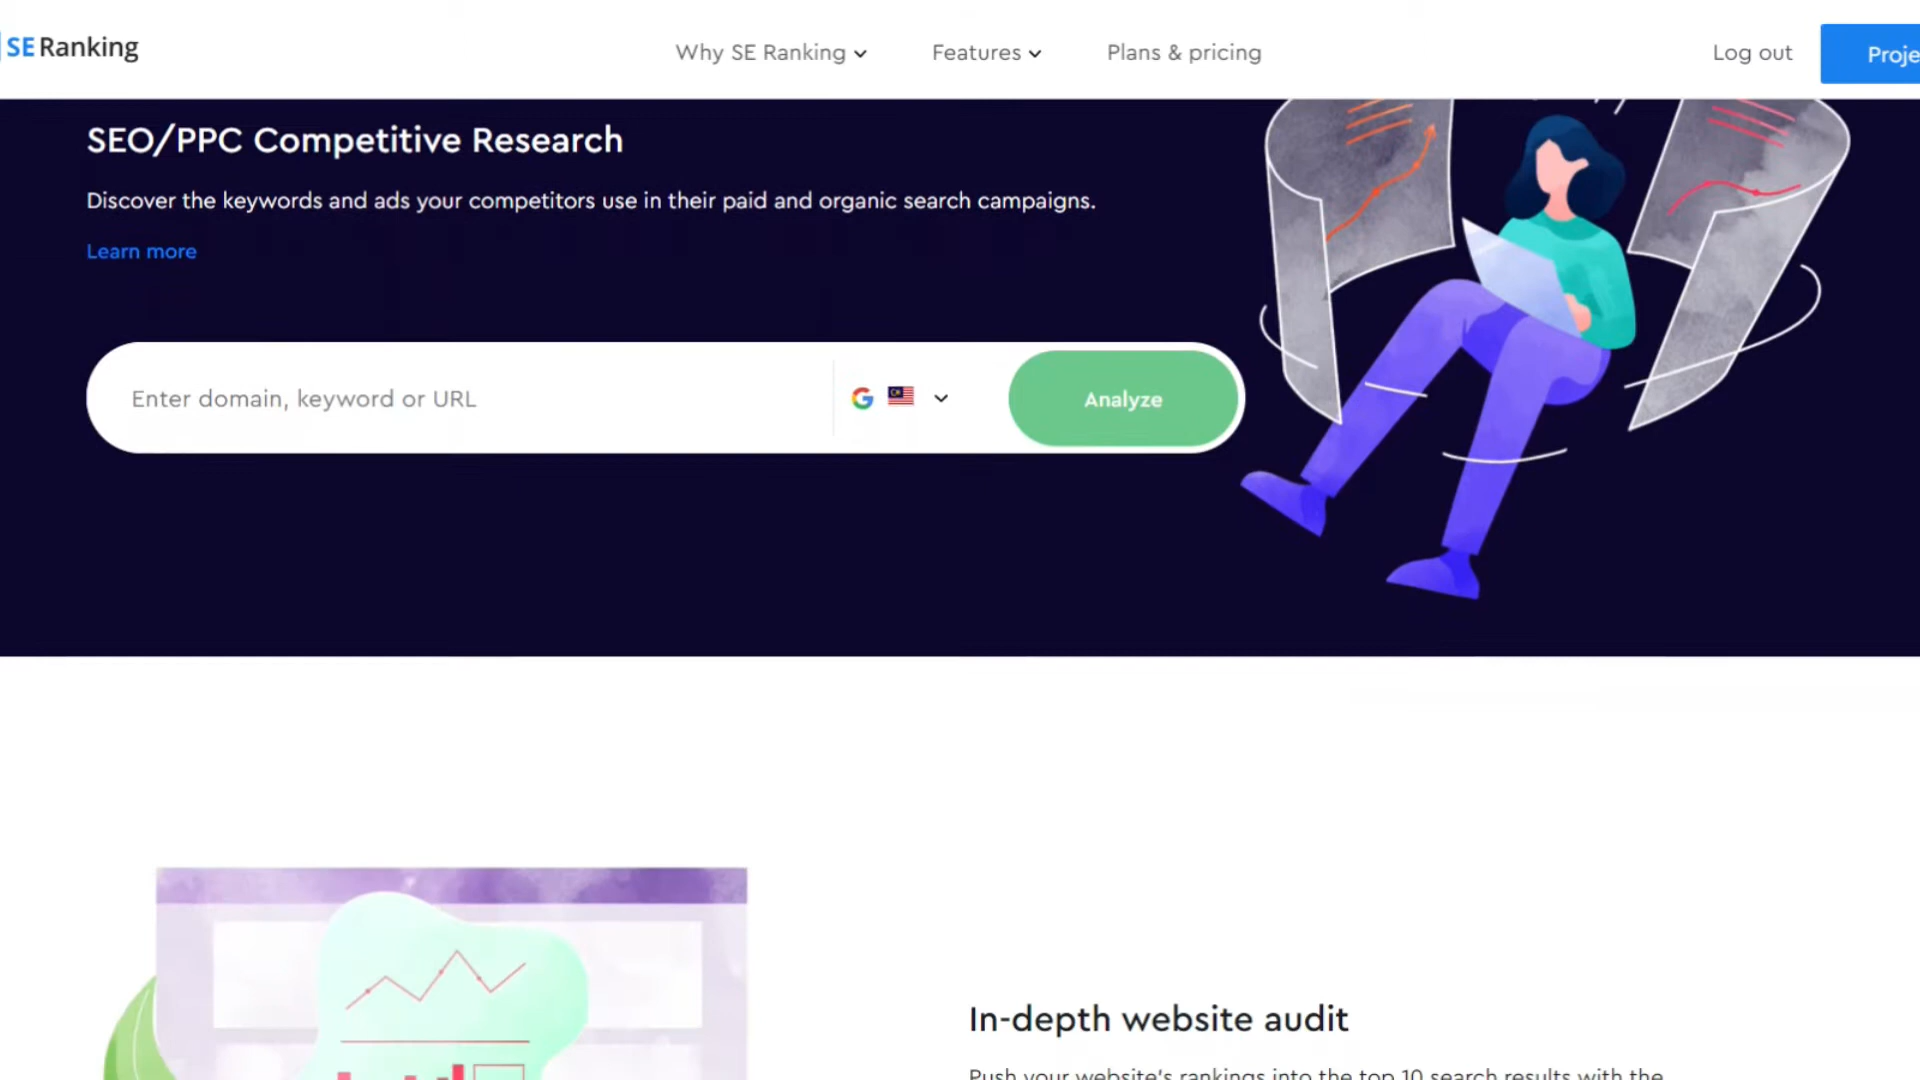 SE Ranking
Why SE Ranking
Features
Plans & pricing
Log out
SEO/PPC Competitive Research
Discover the keywords and ads your competitors use in their paid and organic search campaigns.
Learn more
Enter domain, keyword or URL
Analyze
In-depth website audit
Push your website's rankings into the top 10 search results with the